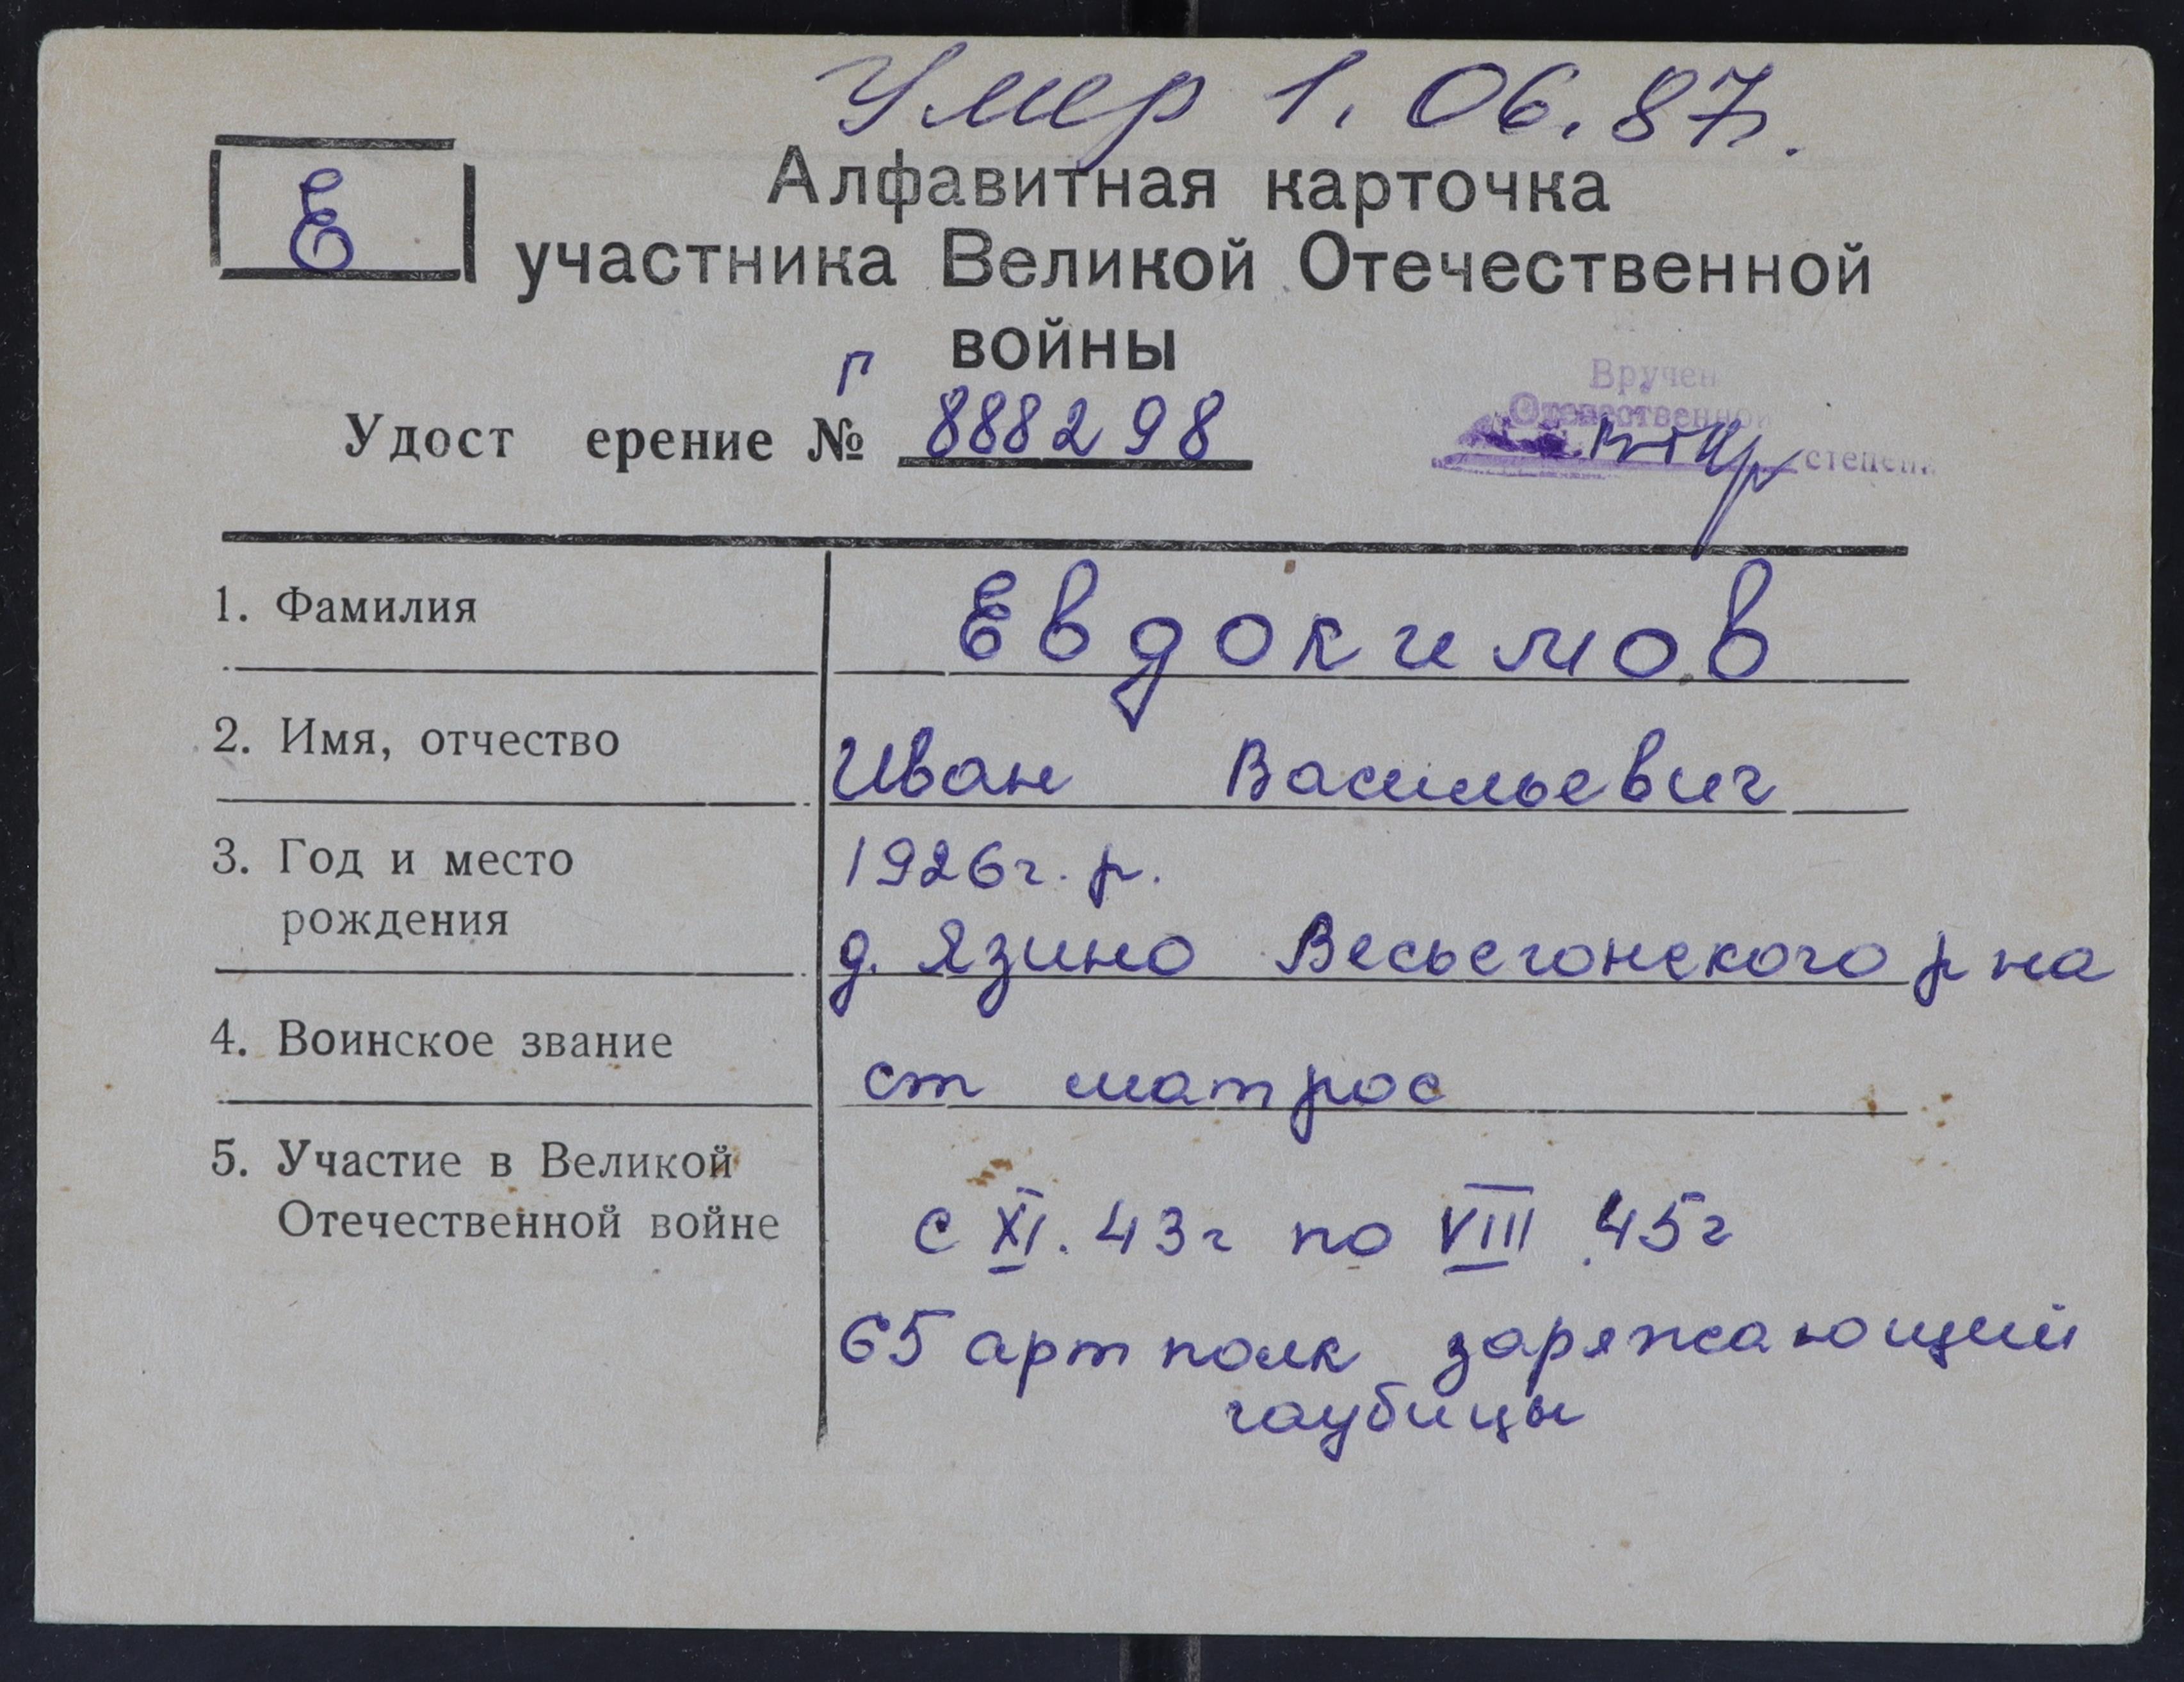 Умер 1.06.87г.
Е
Алфавитная карточка
участника Великой Отечественной
войны
Г
Удост ерение № 888298
Вручен
Отечественной
степени
1. Фамилия
Евдокимов
2. Имя, отчество
Иван Васильевич
3. Год и место
рождения
1926г. р.
д. Язино Весьегонского р на
4. Воинское звание
ст матрос
5. Участие в Великой
Отечественной войне
с XI. 43г по VIII .45г
65 арт полк заряжающий
гаубицы